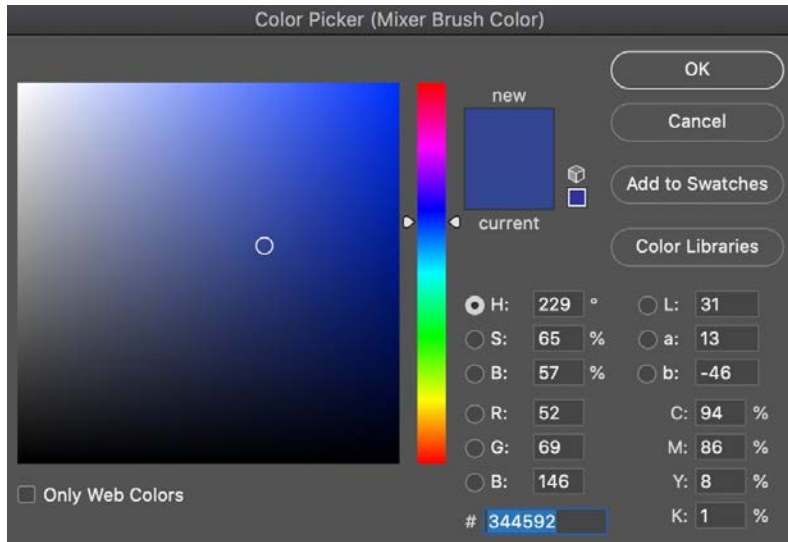 Color Picker (Mixer Brush Color)
new
current
OK
Cancel
Add to Swatches
Color Libraries
H: 229 °
S: 65 %
B: 57 %
R: 52
G: 69
B: 146
# 344592
L: 31
a: 13
b: -46
C: 94 %
M: 86 %
Y: 8 %
K: 1 %
Only Web Colors